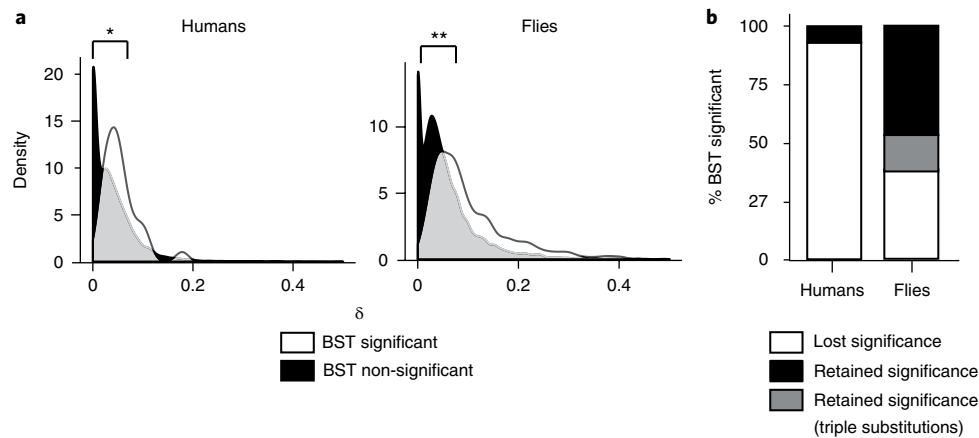 a
Humans
Flies
*
**
Density
20
15
10
5
0
10
5
0
0
0.2
0.4
0
0.2
0.4
δ
BST significant
BST non-significant
b
% BST significant
100
75
50
27
0
Humans
Flies
Lost significance
Retained significance
Retained significance
(triple substitutions)